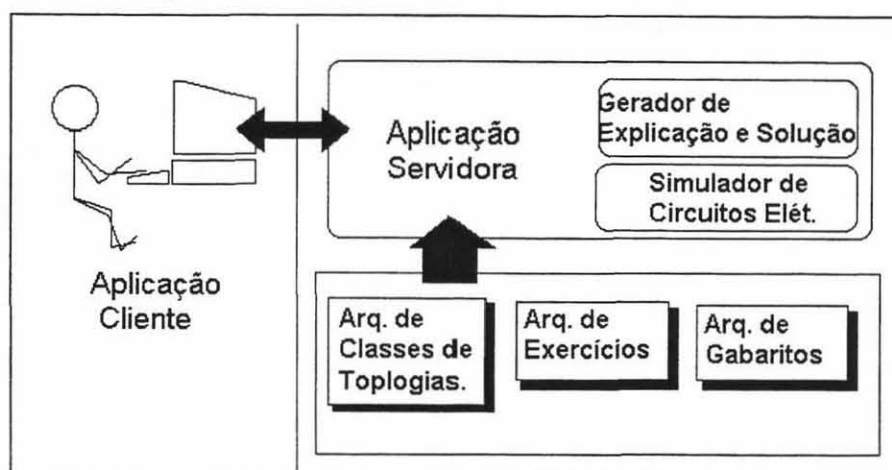 Aplicação
Cliente
Aplicação
Servidora
Gerador de
Explicação e Solução
Simulador de
Circuitos Elét.
Arq. de
Classes de
Toplogias.
Arq. de
Exercícios
Arq. de
Gabaritos